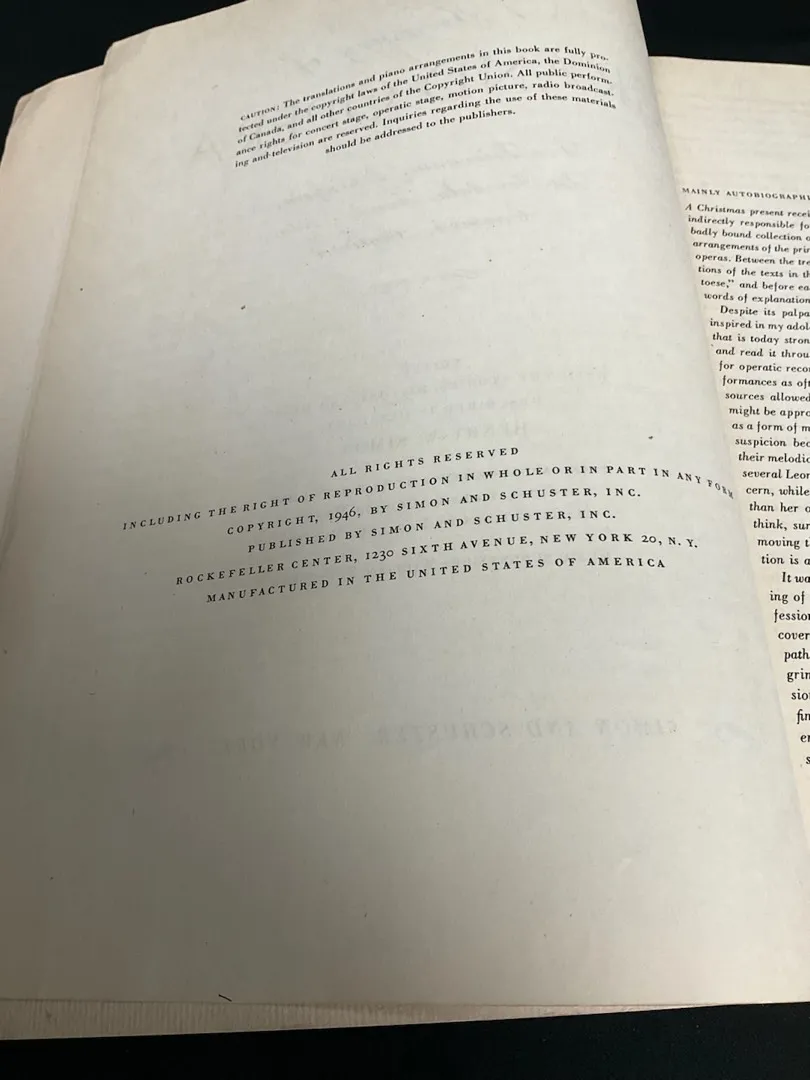 CAUTION: The translations and piano arrangements in this book are fully pro-
tected under the copyright laws of the United States of America, the Dominion
of Canada, and all other countries of the Copyright Union. All public perform-
ance rights for concert stage, operatic stage, motion picture, radio broadcast-
ing and television are reserved. Inquiries regarding the use of these materials
should be addressed to the publishers.
ALL RIGHTS RESERVED
INCLUDING THE RIGHT OF REPRODUCTION IN WHOLE OR IN PART IN ANY FORM
COPYRIGHT, 1946, BY SIMON AND SCHUSTER, INC.
PUBLISHED BY SIMON AND SCHUSTER, INC.
ROCKEFELLER CENTER, 1230 SIXTH AVENUE, NEW YORK 20, N. Y.
MANUFACTURED IN THE UNITED STATES OF AMERICA
MAINLY AUTOBIOGRAPHI
A Christmas present recei
indirectly responsible fo
badly bound collection o
arrangements of the prin
operas. Between the tre
tions of the texts in th
toese," and before ea
words of explanation
Despite its palpa
inspired in my adol
that is today stron
and read it throu
for operatic reco
formances as oft
sources allowed
might be appro
as a form of m
suspicion bec
their melodic
several Leon
cern, while
than her o
think, sur
moving t
tion is a
It wa
ing of
fession
cover
path
grin
sio
fin
er
s